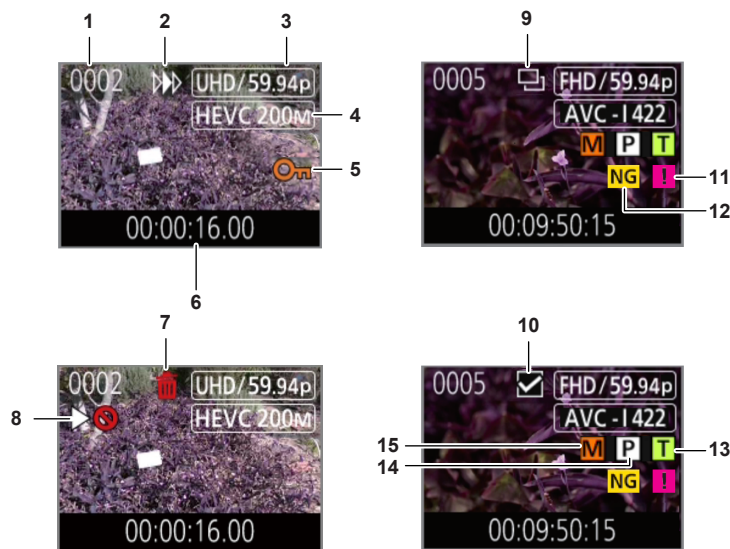 1 2 3
0002 UHD/59.94p
HEVC 200M 4
5
00:00:16.00
6
9
0005 FHD/59.94p
AVC-I 422
M P T
NG ! 11
12
00:09:50:15
7
0002 UHD/59.94p
8 HEVC 200M
00:00:16.00
10
0005 FHD/59.94p
AVC-I 422
15 M P T 13
14
NG !
00:09:50:15